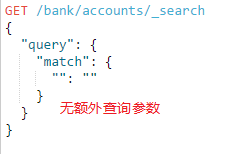 GET /bank/accounts/_search
{
  "query": {
    "match": {
      "": ""
    }
无额外查询参数
  }
}